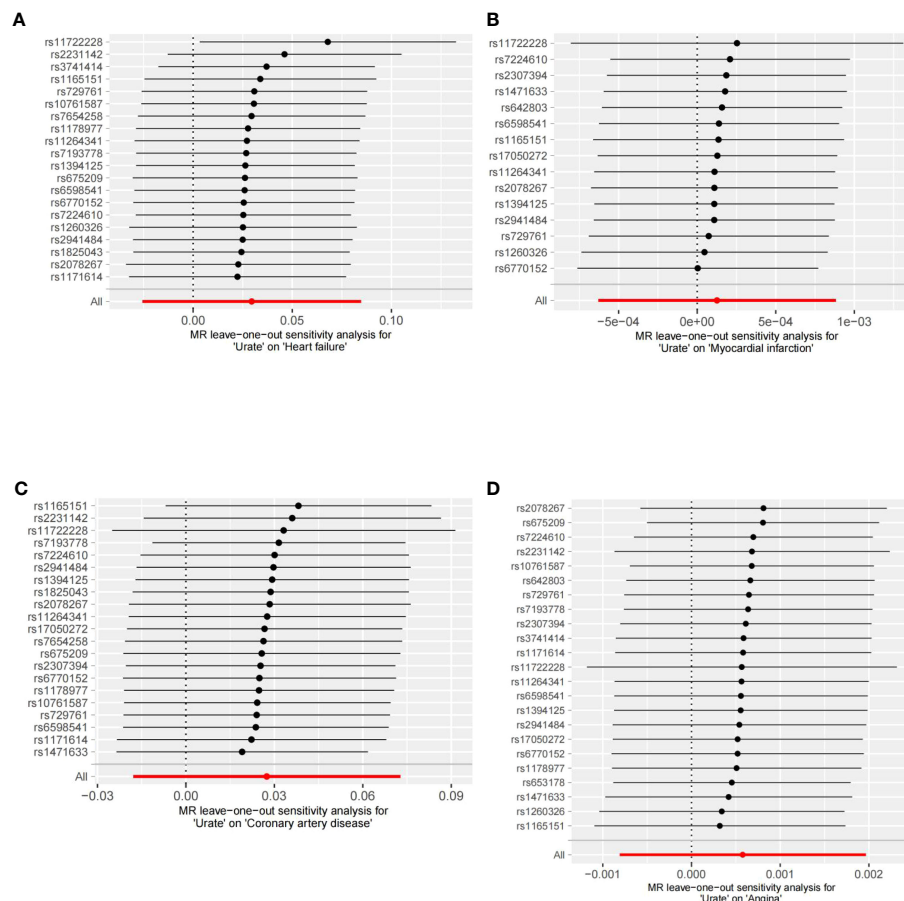 A
rs11722228
rs2231142
rs3741414
rs1165151
rs729761
rs10761587
rs7654258
rs1178977
rs11264341
rs7193778
rs1394125
rs675209
rs6598541
rs6770152
rs7224610
rs1260326
rs2941484
rs1825043
rs2078267
rs1171614
All
0.00 0.05 0.10
MR leave−one−out sensitivity analysis for
'Urate' on 'Heart failure'
B
rs11722228
rs7224610
rs2307394
rs1471633
rs642803
rs6598541
rs1165151
rs17050272
rs11264341
rs2078267
rs1394125
rs2941484
rs729761
rs1260326
rs6770152
All
−5e−04 0e+00 5e−04 1e−03
MR leave−one−out sensitivity analysis for
'Urate' on 'Myocardial infarction'
C
rs1165151
rs2231142
rs11722228
rs7193778
rs7224610
rs2941484
rs1394125
rs1825043
rs2078267
rs11264341
rs17050272
rs7654258
rs675209
rs2307394
rs6770152
rs1178977
rs10761587
rs729761
rs6598541
rs1171614
rs1471633
All
−0.03 0.00 0.03 0.06 0.09
MR leave−one−out sensitivity analysis for
'Urate' on 'Coronary artery disease'
D
rs2078267
rs675209
rs7224610
rs2231142
rs10761587
rs642803
rs729761
rs7193778
rs2307394
rs3741414
rs1171614
rs11722228
rs11264341
rs6598541
rs1394125
rs2941484
rs17050272
rs6770152
rs1178977
rs653178
rs1471633
rs1260326
rs1165151
All
−0.001 0.000 0.001 0.002
MR leave−one−out sensitivity analysis for
'Urate' on 'Angina'